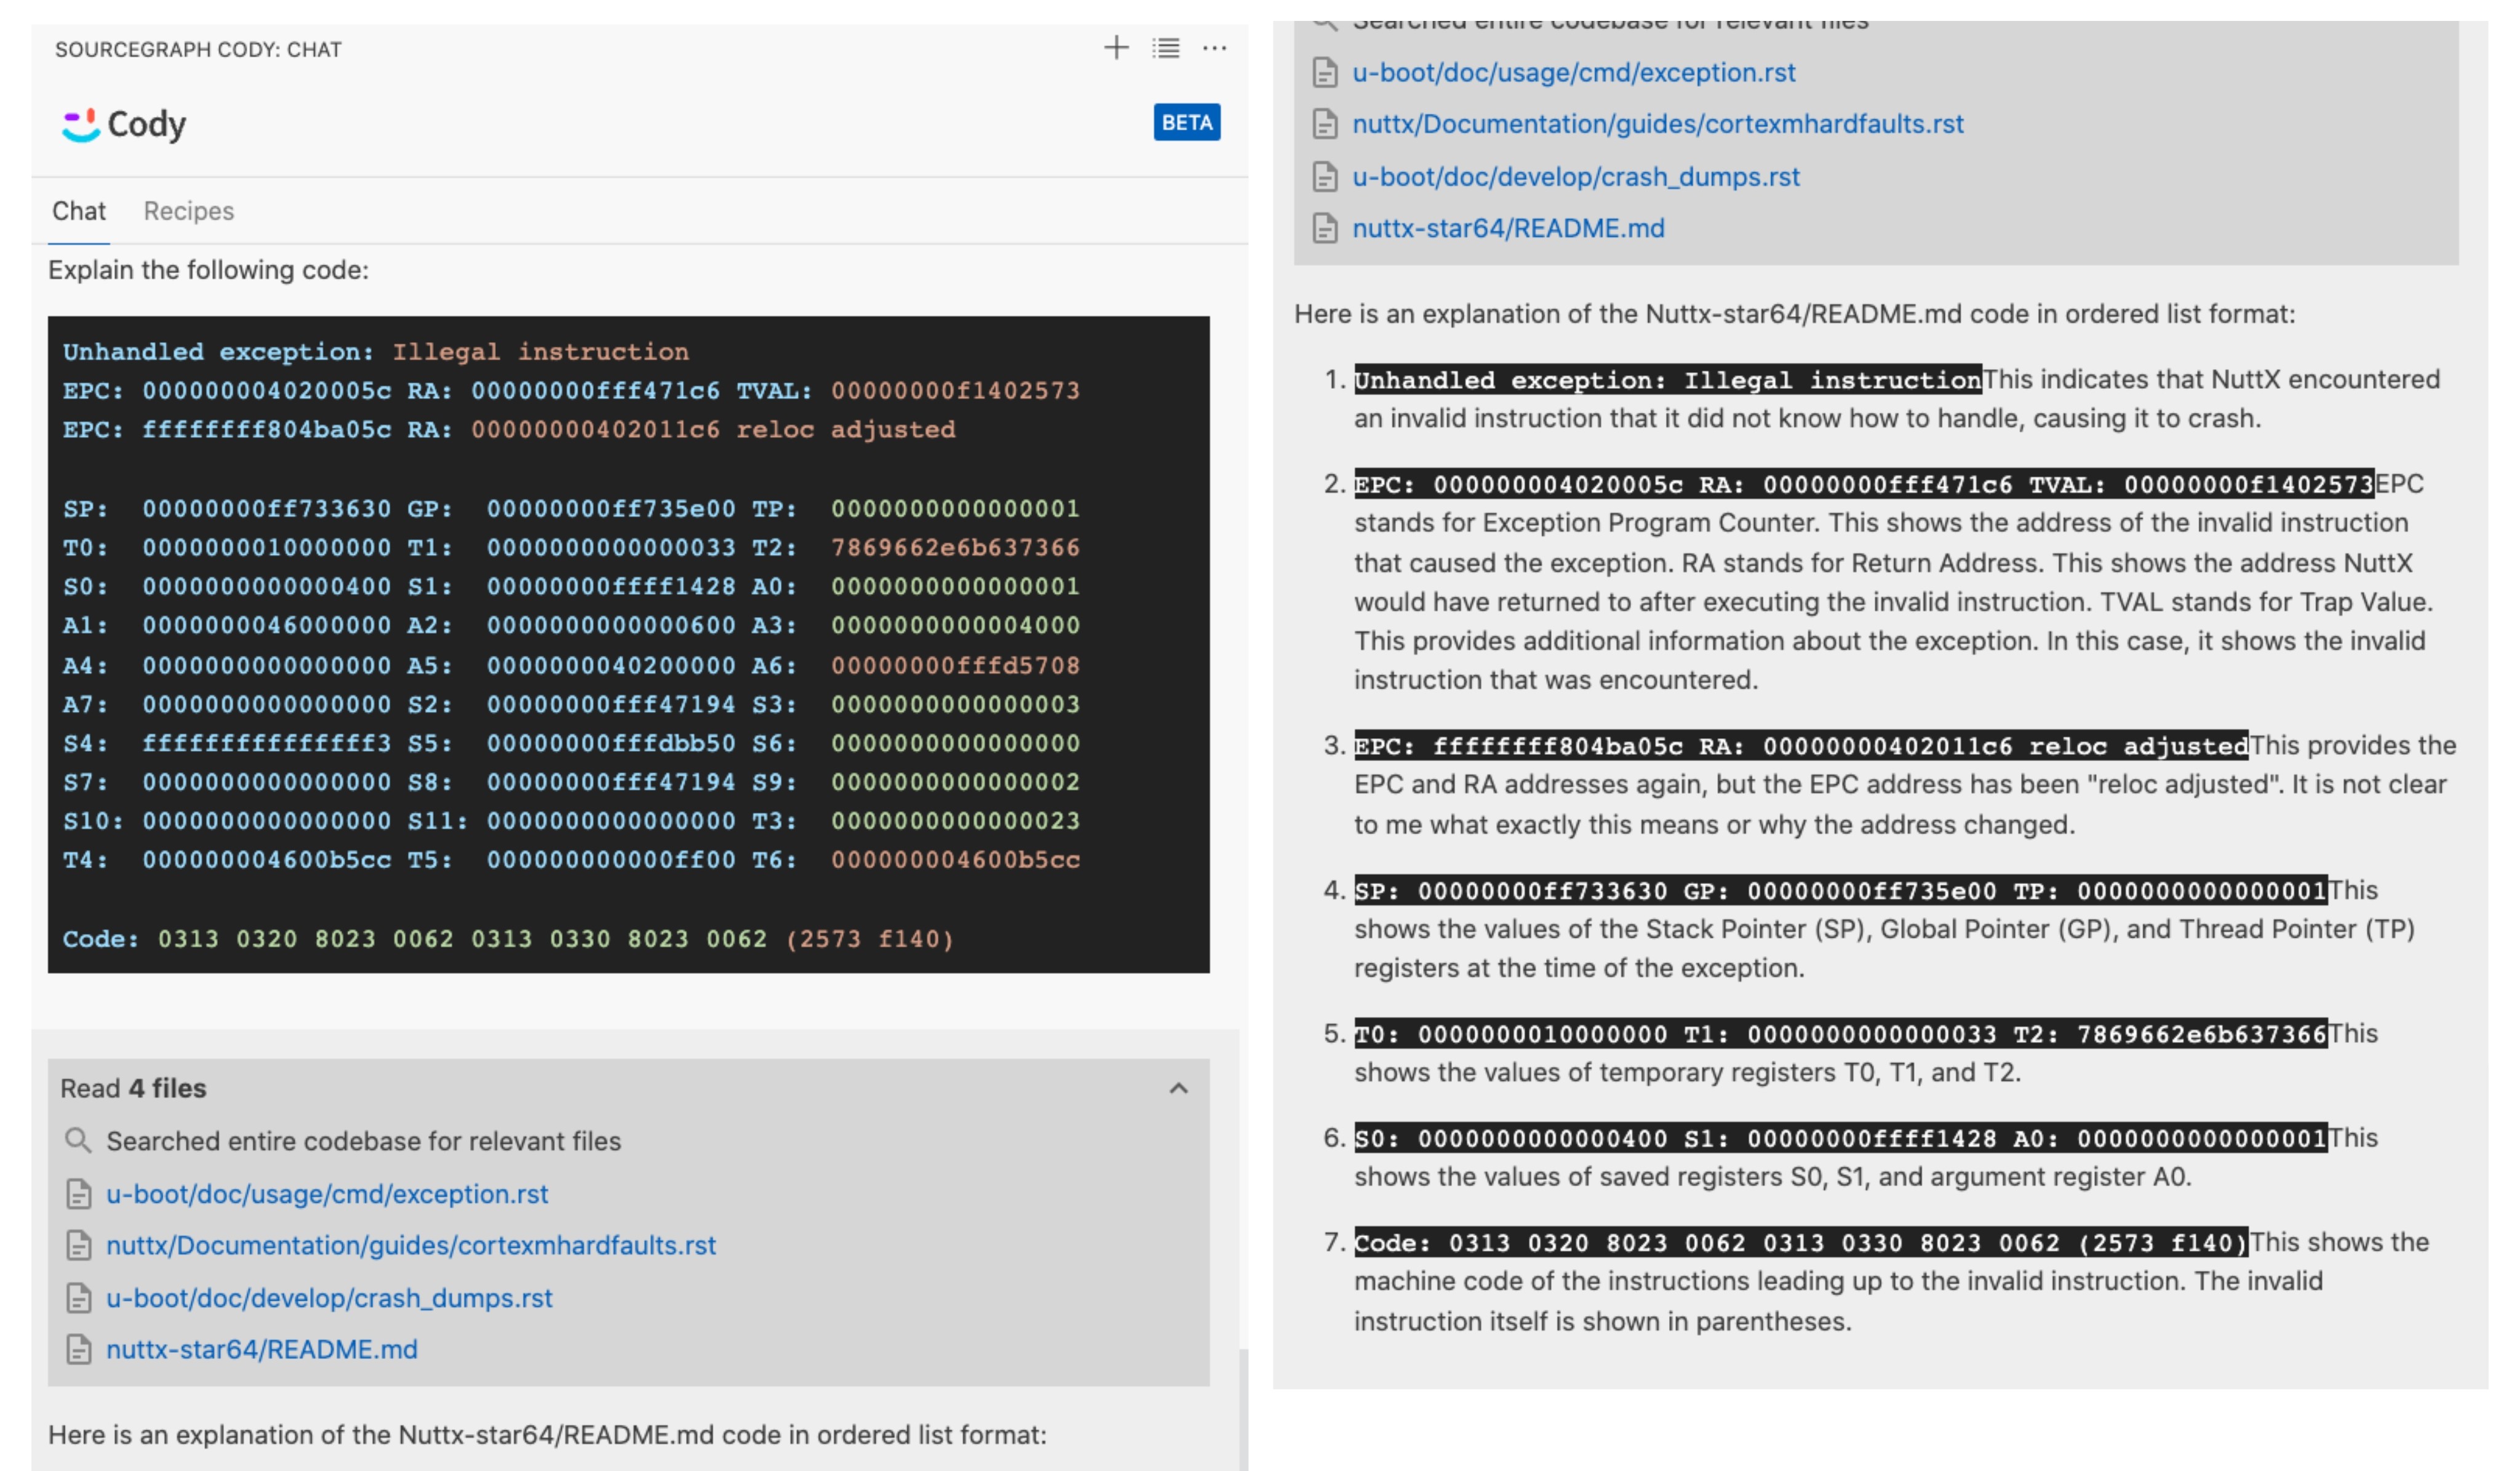 SOURCEGRAPH CODY: CHAT
Cody
BETA
Chat Recipes
Explain the following code:
Unhandled exception: Illegal instruction
EPC: 000000004020005c RA: 00000000fff471c6 TVAL: 00000000f1402573
EPC: ffffffff804ba05c RA: 00000000402011c6 reloc adjusted
SP: 00000000ff733630 GP: 00000000ff735e00 TP: 0000000000000001
T0: 0000000010000000 T1: 0000000000000033 T2: 7869662e6b637366
S0: 0000000000000400 S1: 00000000ffff1428 A0: 0000000000000001
A1: 0000000046000000 A2: 0000000000000600 A3: 0000000000004000
A4: 0000000000000000 A5: 0000000040200000 A6: 00000000fffd5708
A7: 0000000000000000 S2: 00000000fff47194 S3: 0000000000000003
S4: fffffffffffffff3 S5: 00000000fffdbb50 S6: 0000000000000000
S7: 0000000000000000 S8: 00000000fff47194 S9: 0000000000000002
S10: 0000000000000000 S11: 0000000000000000 T3: 0000000000000023
T4: 000000004600b5cc T5: 000000000000ff00 T6: 000000004600b5cc
Code: 0313 0320 8023 0062 0313 0330 8023 0062 (2573 f140)
Read 4 files
Searched entire codebase for relevant files
u-boot/doc/usage/cmd/exception.rst
nuttx/Documentation/guides/cortexmhardfaults.rst
u-boot/doc/develop/crash_dumps.rst
nuttx-star64/README.md
Here is an explanation of the Nuttx-star64/README.md code in ordered list format:
Searched entire codebase for relevant files
u-boot/doc/usage/cmd/exception.rst
nuttx/Documentation/guides/cortexmhardfaults.rst
u-boot/doc/develop/crash_dumps.rst
nuttx-star64/README.md
Here is an explanation of the Nuttx-star64/README.md code in ordered list format:
1. Unhandled exception: Illegal instructionThis indicates that NuttX encountered
an invalid instruction that it did not know how to handle, causing it to crash.
2. EPC: 000000004020005c RA: 00000000fff471c6 TVAL: 00000000f1402573EPC
stands for Exception Program Counter. This shows the address of the invalid instruction
that caused the exception. RA stands for Return Address. This shows the address NuttX
would have returned to after executing the invalid instruction. TVAL stands for Trap Value.
This provides additional information about the exception. In this case, it shows the invalid
instruction that was encountered.
3. EPC: ffffffff804ba05c RA: 00000000402011c6 reloc adjustedThis provides the
EPC and RA addresses again, but the EPC address has been "reloc adjusted". It is not clear
to me what exactly this means or why the address changed.
4. SP: 00000000ff733630 GP: 00000000ff735e00 TP: 0000000000000001This
shows the values of the Stack Pointer (SP), Global Pointer (GP), and Thread Pointer (TP)
registers at the time of the exception.
5. T0: 0000000010000000 T1: 0000000000000033 T2: 7869662e6b637366This
shows the values of temporary registers T0, T1, and T2.
6. S0: 0000000000000400 S1: 00000000ffff1428 A0: 0000000000000001This
shows the values of saved registers S0, S1, and argument register A0.
7. Code: 0313 0320 8023 0062 0313 0330 8023 0062 (2573 f140)This shows the
machine code of the instructions leading up to the invalid instruction. The invalid
instruction itself is shown in parentheses.